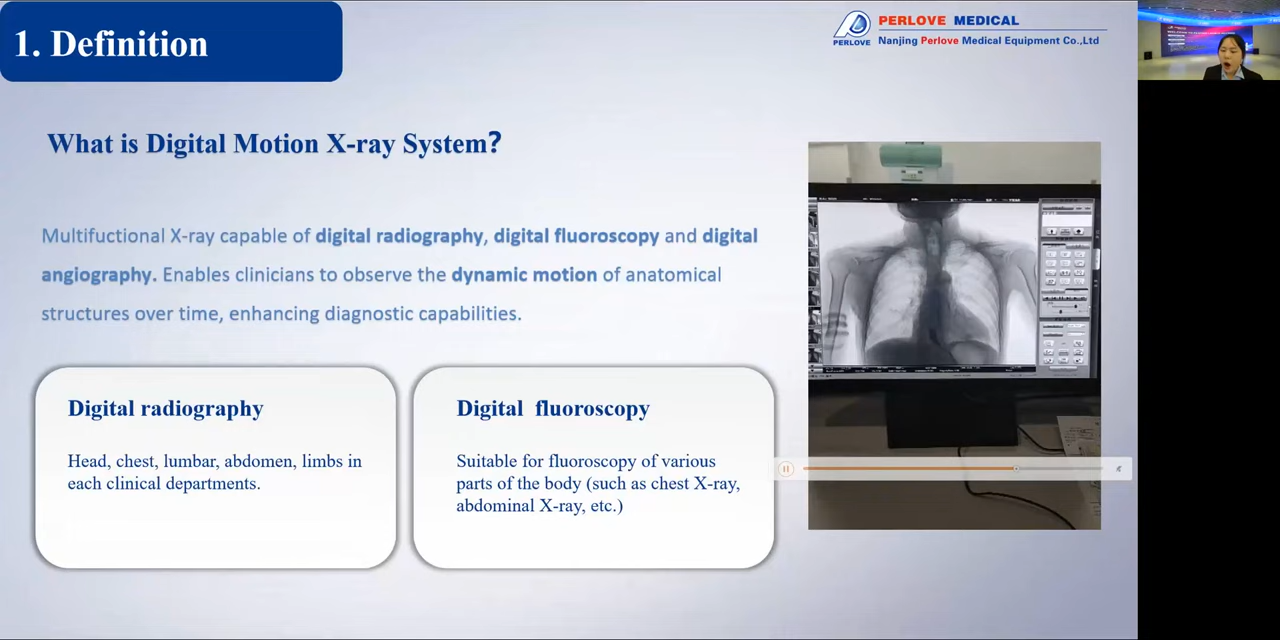 1. Definition
PERLOVE MEDICAL
PERLOVE
Nanjing Perlove Medical Equipment Co.,Ltd
What is Digital Motion X-ray System?
Multifuctional X-ray capable of digital radiography, digital fluoroscopy and digital
angiography. Enables clinicians to observe the dynamic motion of anatomical
structures over time, enhancing diagnostic capabilities.
Digital radiography
Head, chest, lumbar, abdomen, limbs in
each clinical departments.
Digital fluoroscopy
Suitable for fluoroscopy of various
parts of the body (such as chest X-ray,
abdominal X-ray, etc.)